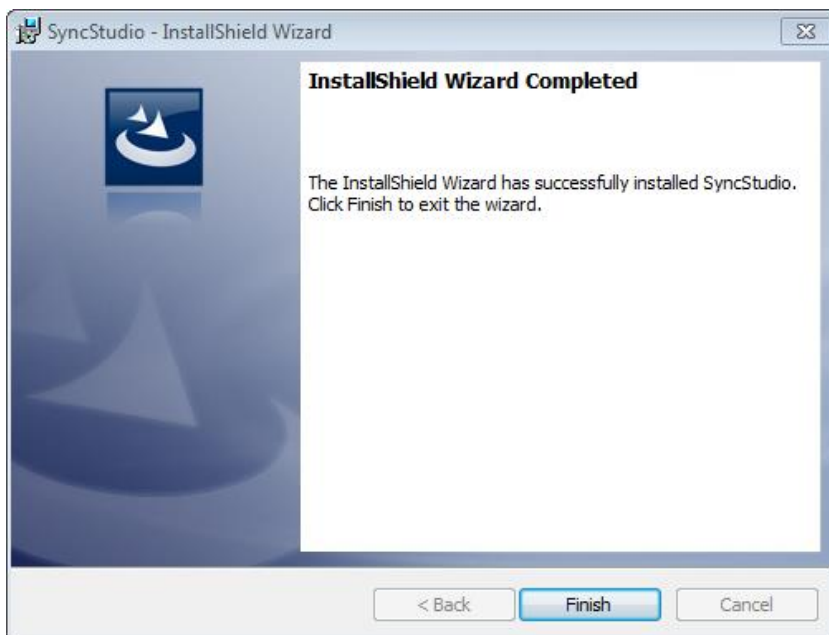 SyncStudio - InstallShield Wizard
InstallShield Wizard Completed
The InstallShield Wizard has successfully installed SyncStudio.
Click Finish to exit the wizard.
< Back
Finish
Cancel